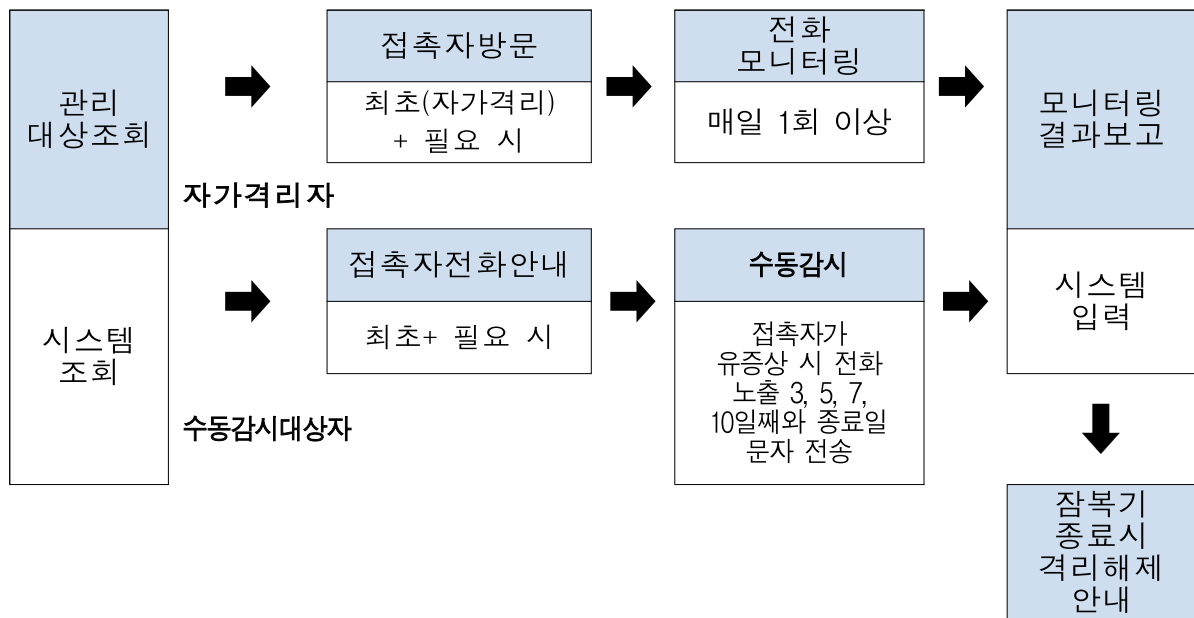 관리
대상조회
시스템
조회
자가격리자
접촉자방문
최초(자가격리)
+ 필요 시
전화
모니터링
매일 1회 이상
수동감시대상자
접촉자전화안내
최초+ 필요 시
수동감시
접촉자가
유증상 시 전화
노출 3, 5, 7,
10일째와 종료일
문자 전송
모니터링
결과보고
시스템
입력
잠복기
종료시
격리해제
안내